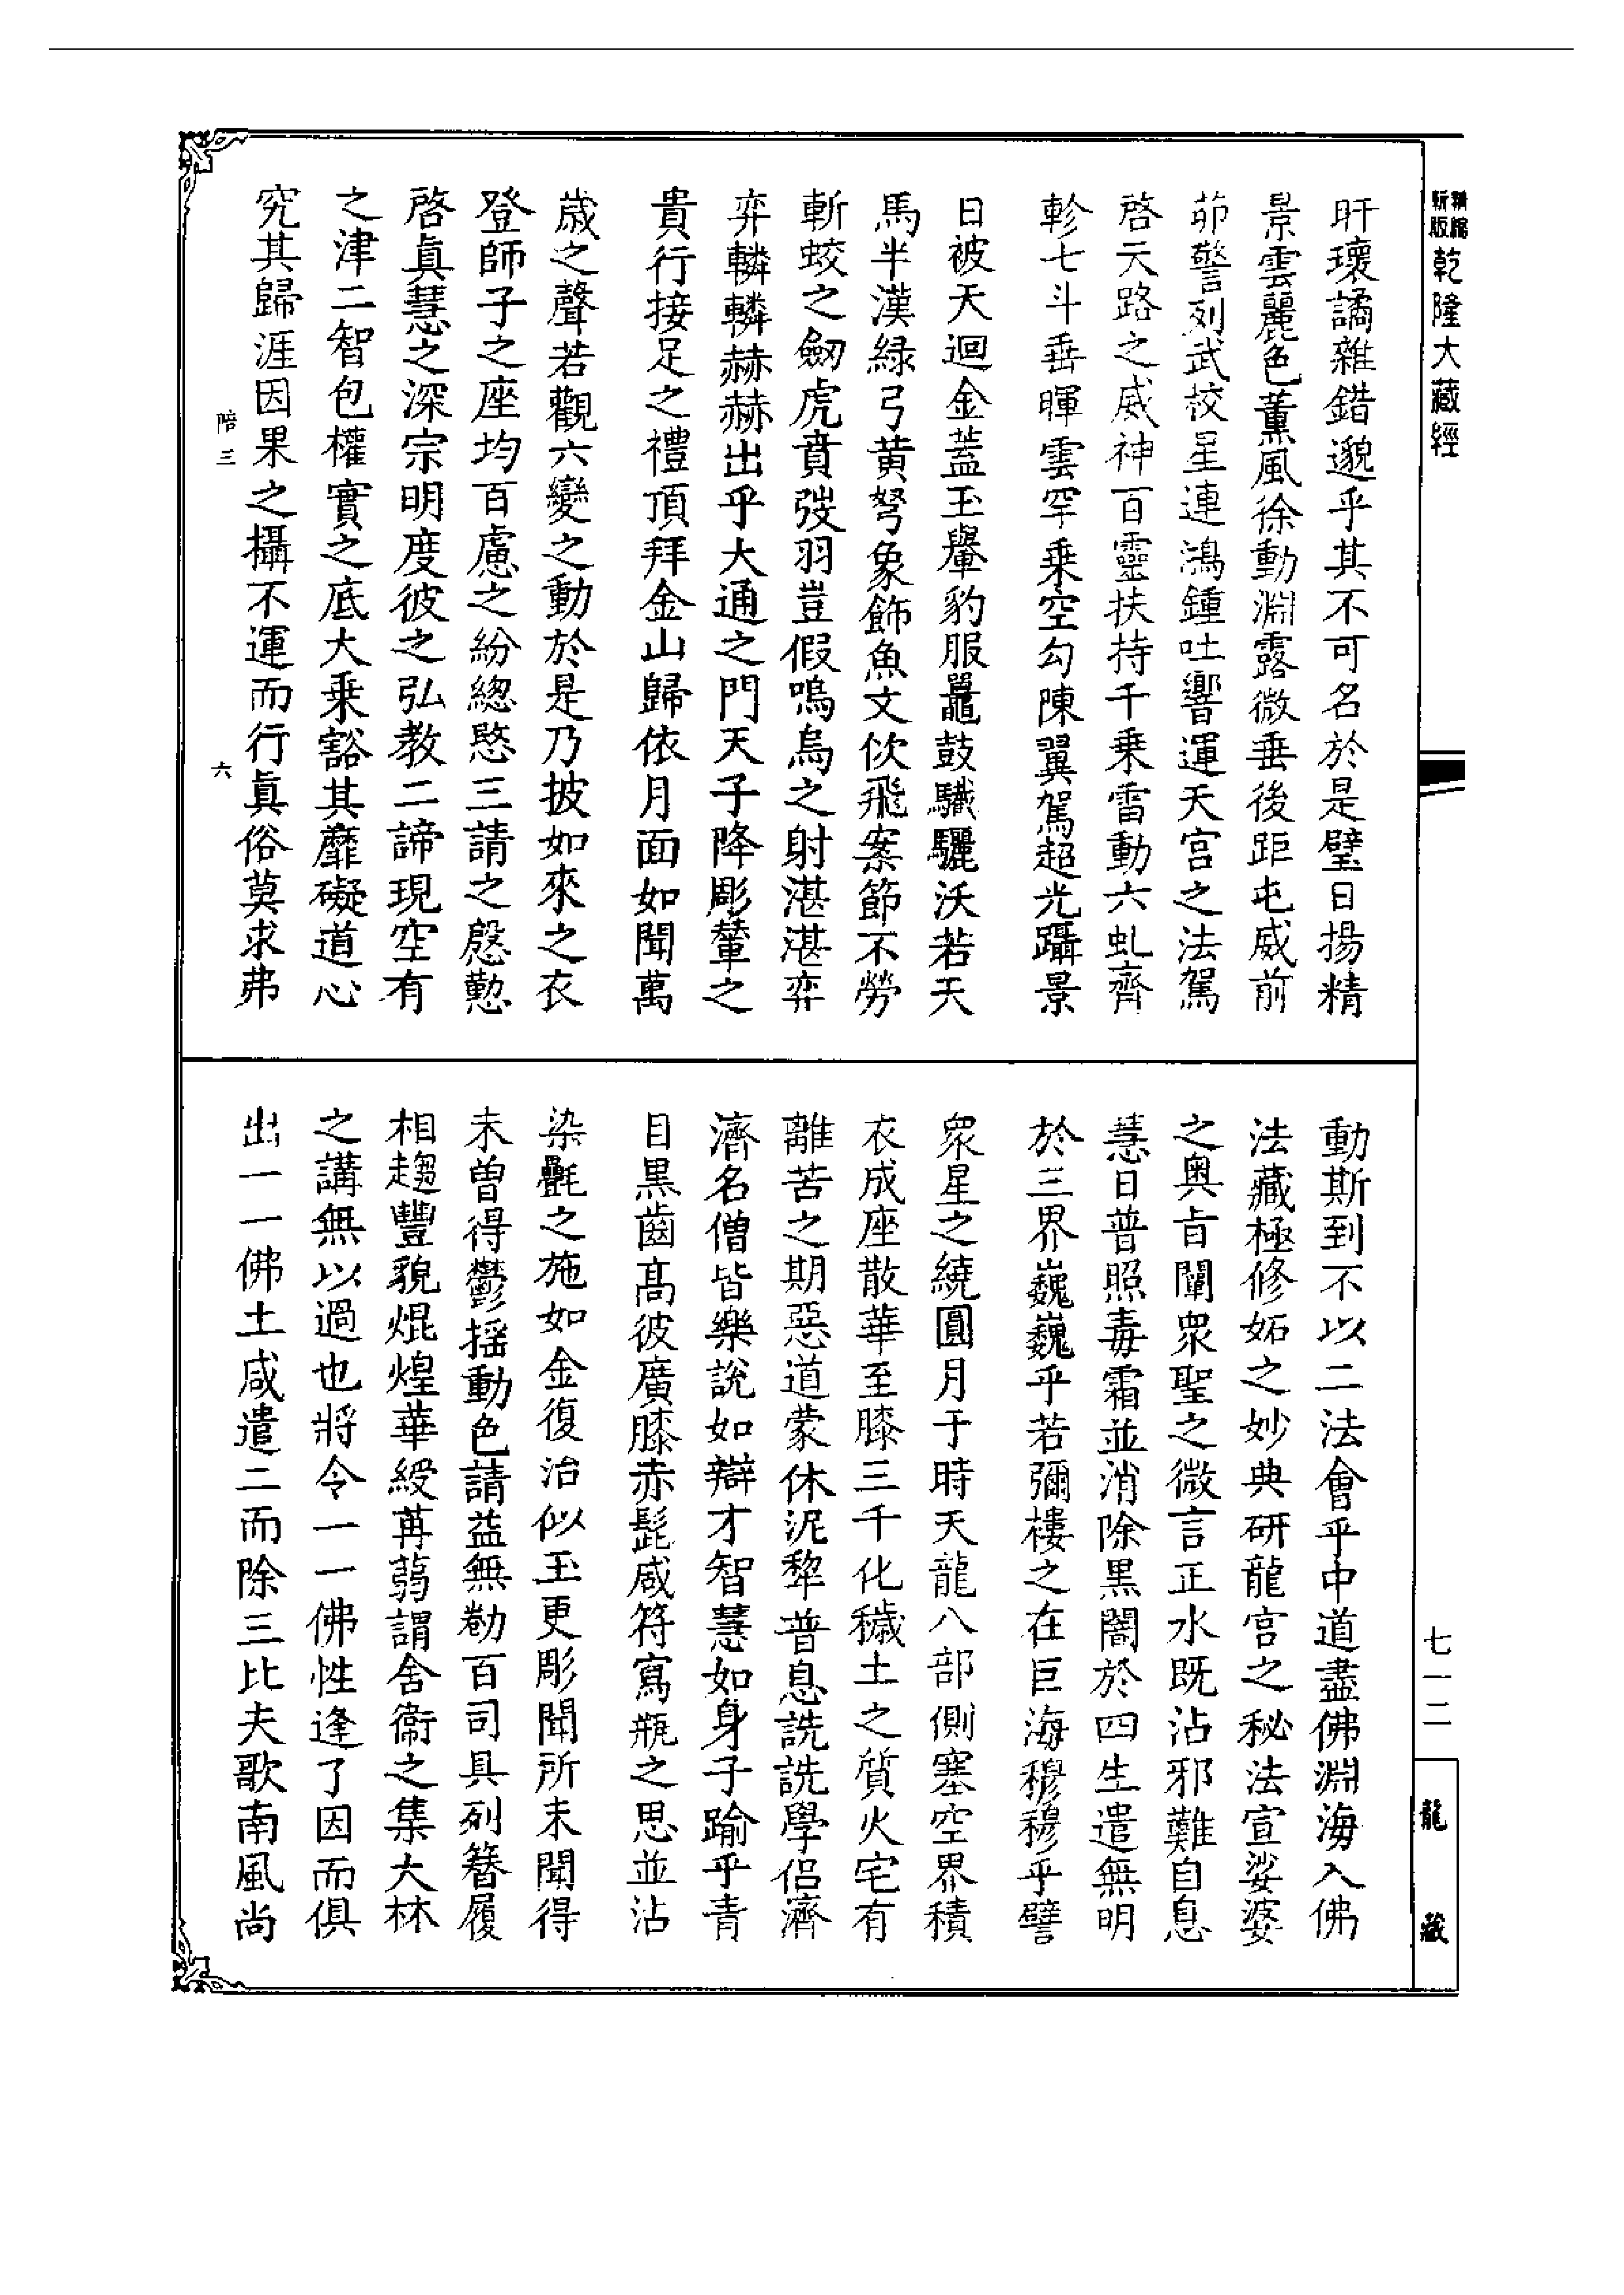 精縮新版
乾隆大藏經
旰瓌譎雜錯邈乎其不可名於是璧日揚精
景雲麗色薰風徐動淵露微垂後距屯威前
茆警列武校星連鴻鍾吐響運天宮之法駕
啓天路之威神百靈扶持千乗雷動六虬齊
軫七斗垂暉雲罕乗空勾陳翼駕超光躡景
日被天迴金蓋玉轝豹服鼉鼓驖驪沃若天
馬半漢緑弓黄弩象飾魚文佽飛案節不勞
斬蛟之劒虎賁弢羽豈假嗚烏之射湛湛弈
弈轔轔赫赫出乎大通之門天子降彫輦之
貴行接足之禮頂拜金山歸依月面如聞萬
歳之聲若觀六變之動於是乃披如來之衣
登師子之座均百慮之紛總愍三請之慇懃
啓眞慧之深宗明度彼之弘教二諦現空有
之津二智包權實之底大乗豁其靡礙道心
究其歸涯因果之攝不運而行眞俗莫求弗
陪三
六
動斯到不以二法會乎中道盡佛淵海入佛
法藏極修妬之妙典研龍宮之秘法宣娑婆
之奥旨闡衆聖之微言正水既沾邪難自息
慧日普照毒霜並消除黒闇於四生遣無明
於三界巍巍乎若彌樓之在巨海穆穆乎譬
衆星之繞圓月于時天龍八部側塞空界積
衣成座散華至膝三千化穢土之質火宅有
離苦之期惡道蒙休泥犂普息詵詵學侣濟
濟名僧皆樂說如辯才智慧如身子踰乎青
目黒齒髙彼廣膝赤髭咸符寫瓶之思並沾
染氎之施如金復冶似玉更彫聞所未聞得
未曽得鬱揺動色請益無勌百司具列簮履
相趨豐貌焜煌華綬苒蒻謂舍衞之集大林
之講無以過也將令一一佛性逢了因而俱
出一一佛土咸遣二而除三比夫歌南風尚
七一二
龍藏